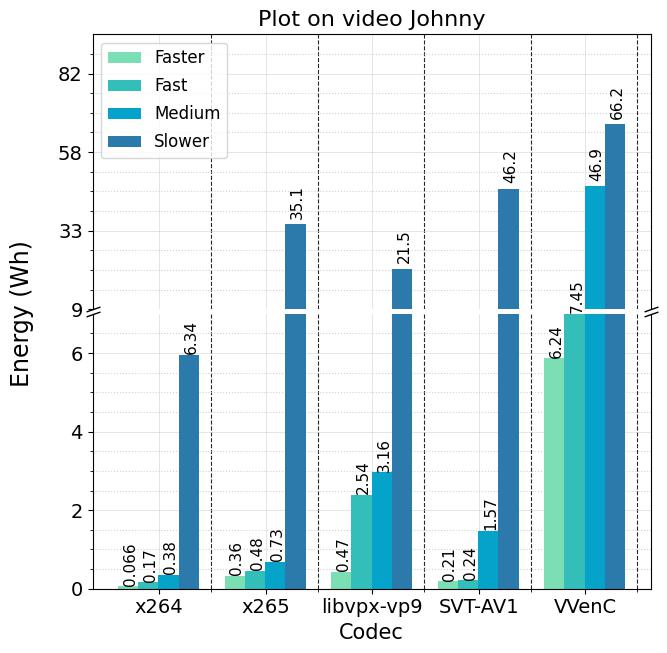 Plot on video Johnny
Faster
Fast
Medium
Slower
Energy (Wh)
82
58
33
9
6
4
2
0
0.066
0.17
0.38
6.34
0.36
0.48
0.73
35.1
0.47
2.54
3.16
21.5
0.21
0.24
1.57
46.2
6.24
7.45
46.9
66.2
x264
x265
libvpx-vp9
SVT-AV1
VVenC
Codec